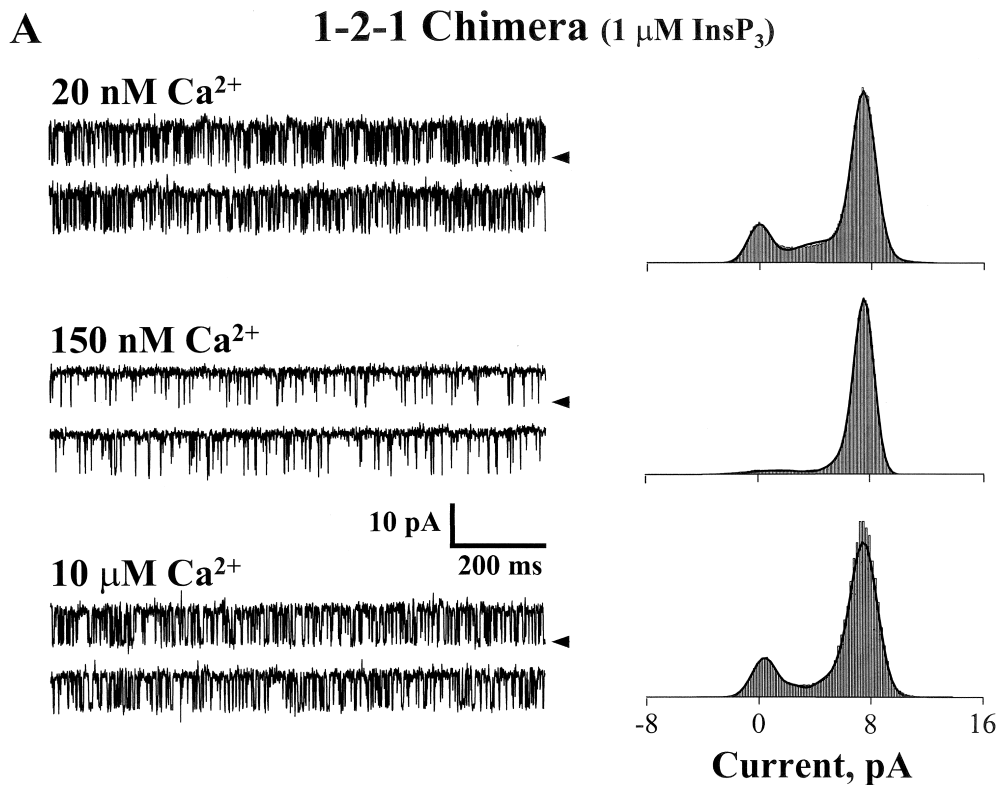 A
1-2-1 Chimera (1 μM InsP₃)
20 nM Ca²⁺
150 nM Ca²⁺
10 pA
200 ms
10 μM Ca²⁺
-8 0 8 16
Current, pA